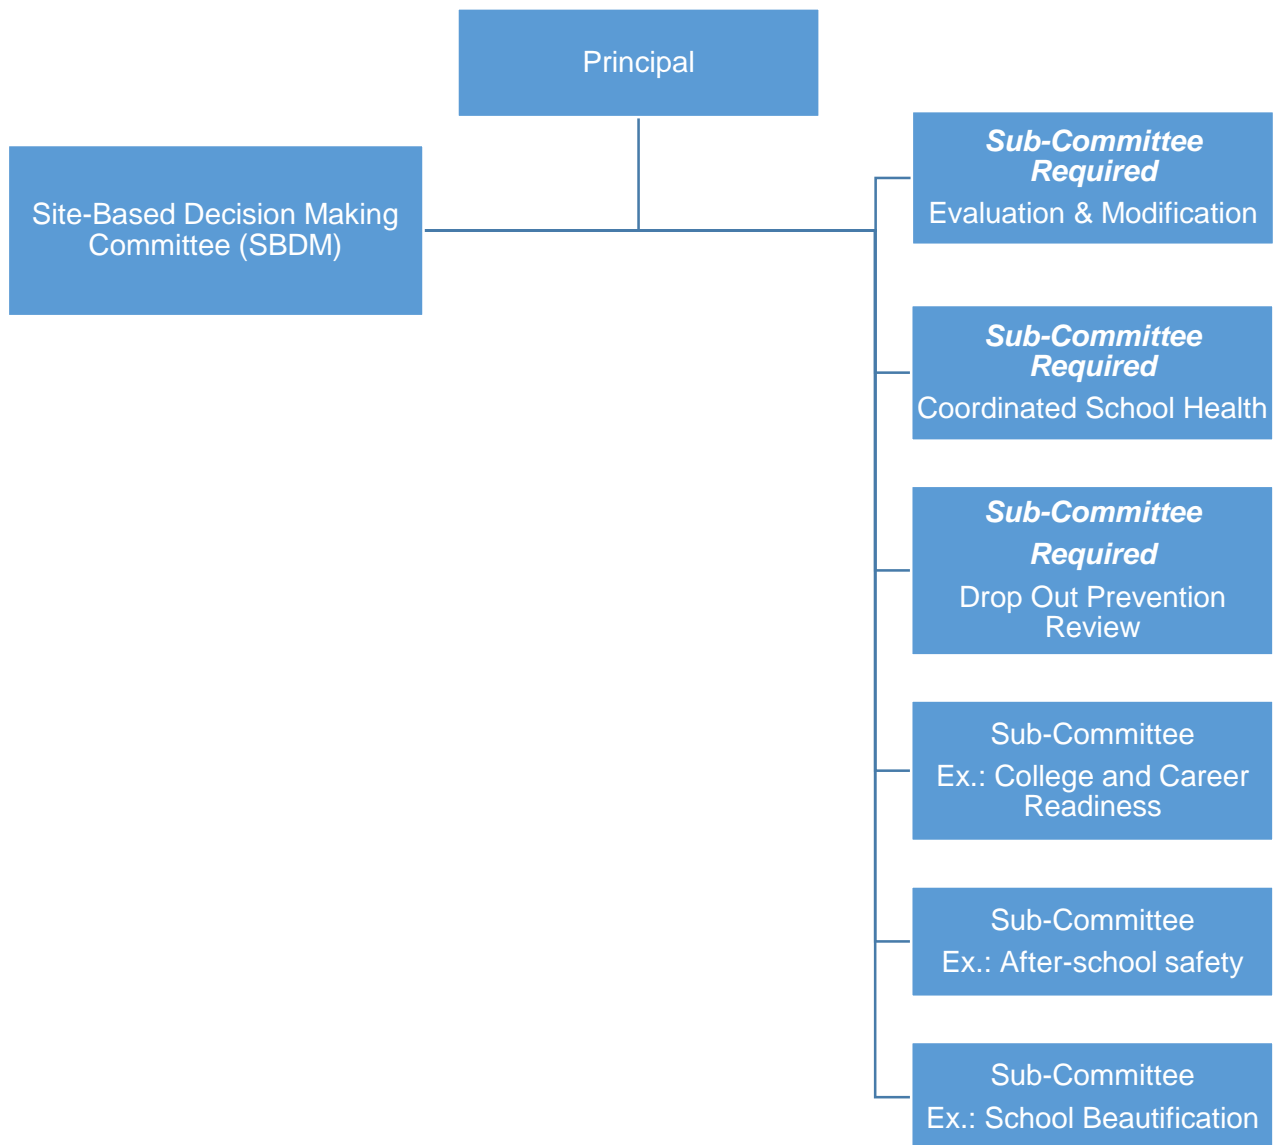 Principal
Site-Based Decision Making
Committee (SBDM)
Sub-Committee
Required
Evaluation & Modification
Sub-Committee
Required
Coordinated School Health
Sub-Committee
Required
Drop Out Prevention
Review
Sub-Committee
Ex.: College and Career
Readiness
Sub-Committee
Ex.: After-school safety
Sub-Committee
Ex.: School Beautification